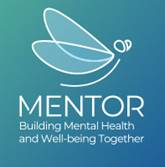 MENTOR
Building Mental Health
and Well-being Together